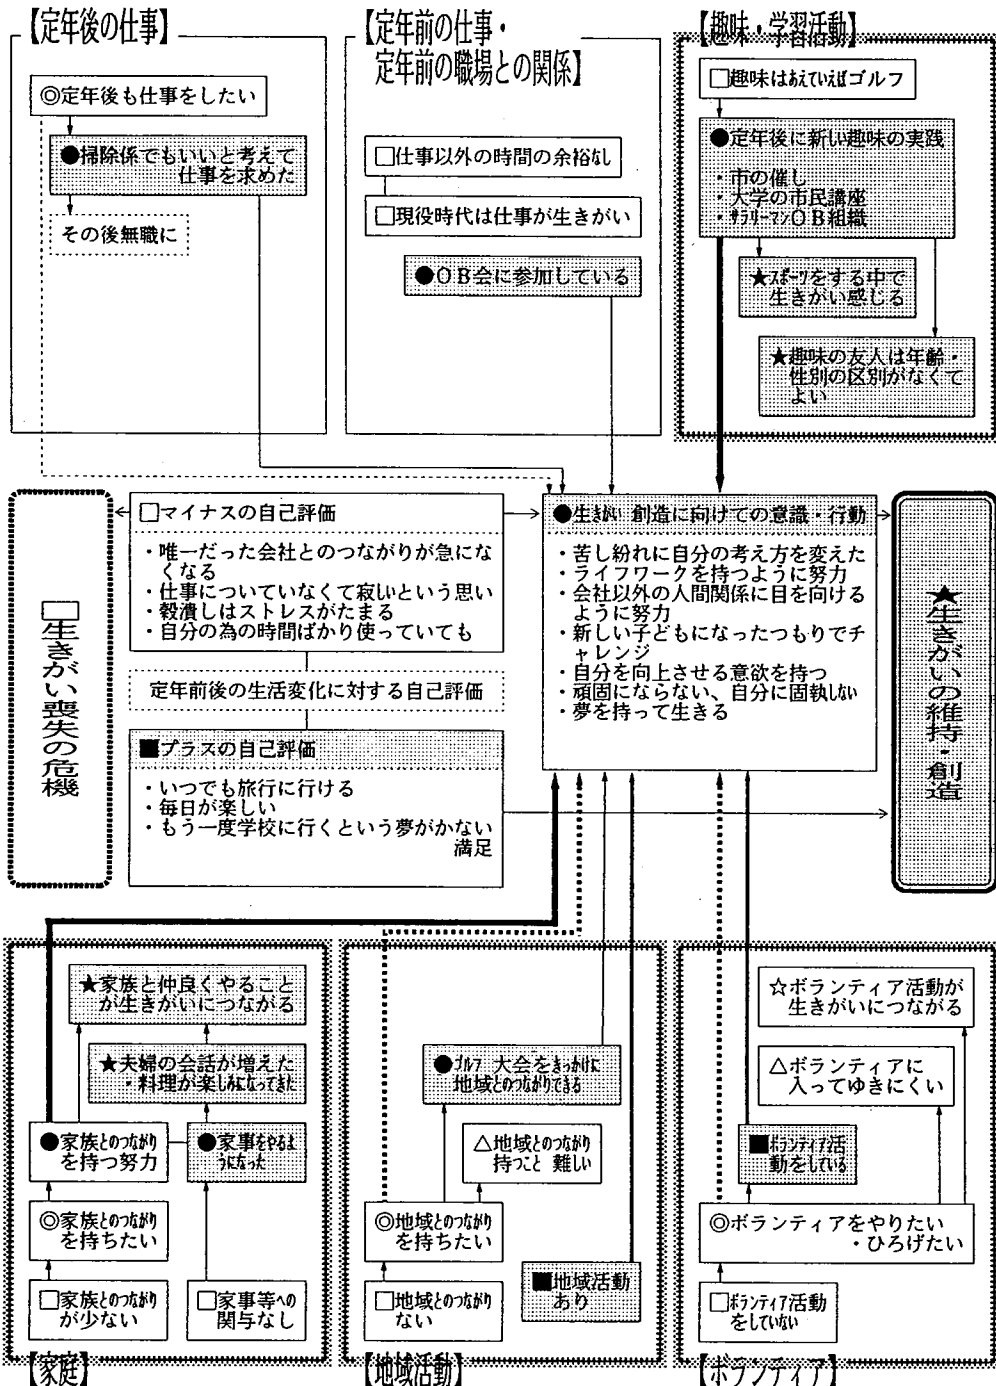 【定年後の仕事】
◎定年後も仕事をしたい
●掃除係でもいいと考えて
仕事を求めた
その後無職に
【定年前の仕事・
定年前の職場との関係】
□仕事以外の時間の余裕なし
□現役時代は仕事が生きがい
●OB会に参加している
【趣味・学習活動】
□趣味はあえていえばゴルフ
●定年後に新しい趣味の実践
・市の催し
・大学の市民講座
・サラリーマンOB組織
★スポーツをする中で
生きがい感じる
★趣味の友人は年齢・
性別の区別がなくて
よい
□生きがい喪失の危機
□マイナスの自己評価
・唯一だった会社とのつながりが急にな
くなる
・仕事についていなくて寂しいという思い
・穀潰しはストレスがたまる
・自分の為の時間ばかり使っていても
定年前後の生活変化に対する自己評価
■プラスの自己評価
・いつでも旅行に行ける
・毎日が楽しい
・もう一度学校に行くという夢がかない
満足
●生きがい 創造に向けての意識・行動
・苦し紛れに自分の考え方を変えた
・ライフワークを持つように努力
・会社以外の人間関係に目を向ける
ように努力
・新しい子どもになったつもりでチ
ャレンジ
・自分を向上させる意欲を持つ
・頑固にならない、自分に固執しない
・夢を持って生きる
★生きがいの維持・創造
★家族と仲良くやること
が生きがいにつながる
★夫婦の会話が増えた
・料理が楽しみになってきた
●家族とのつながり
を持つ努力
●家事をやるよ
うになった
◎家族とのつながり
を持ちたい
□家族とのつながり
が少ない
□家事等への
関与なし
【家庭】
●ゴルフ 大会をきっかけに
地域とのつながりできる
△地域とのつながり
持つこと 難しい
◎地域とのつながり
を持ちたい
■地域活動
あり
□地域とのつながり
ない
【地域活動】
☆ボランティア活動が
生きがいにつながる
△ボランティアに
入ってゆきにくい
■ボランティア活
動をしている
◎ボランティアをやりたい
・ひろげたい
□ボランティア活動
をしていない
【ボランティア】